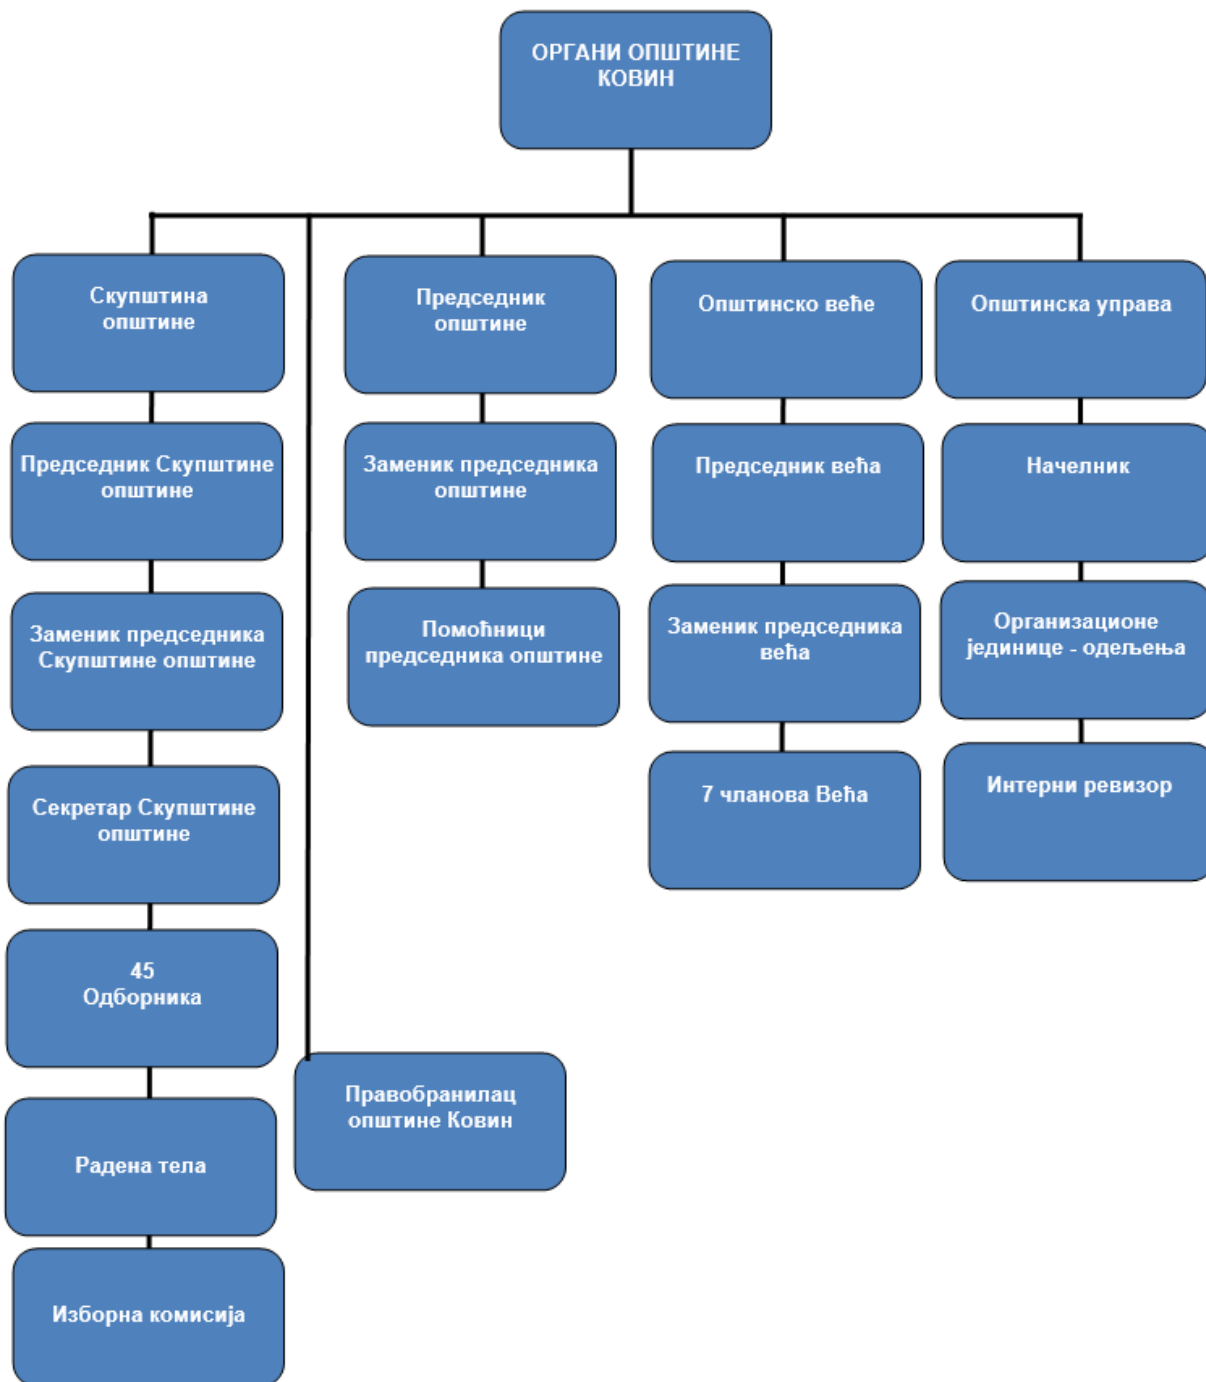 ОРГАНИ ОПШТИНЕ
КОВИН
Скупштина
општине
Председник Скупштине
општине
Заменик председника
Скупштине општине
Секретар Скупштине
општине
45
Одборника
Радена тела
Изборна комисија
Правобранилац
општине Ковин
Председник
општине
Заменик председника
општине
Помоћници
председника општине
Општинско веће
Председник већа
Заменик председника
већа
7 чланова Већа
Општинска управа
Начелник
Организационе
јединице - одељења
Интерни ревизор